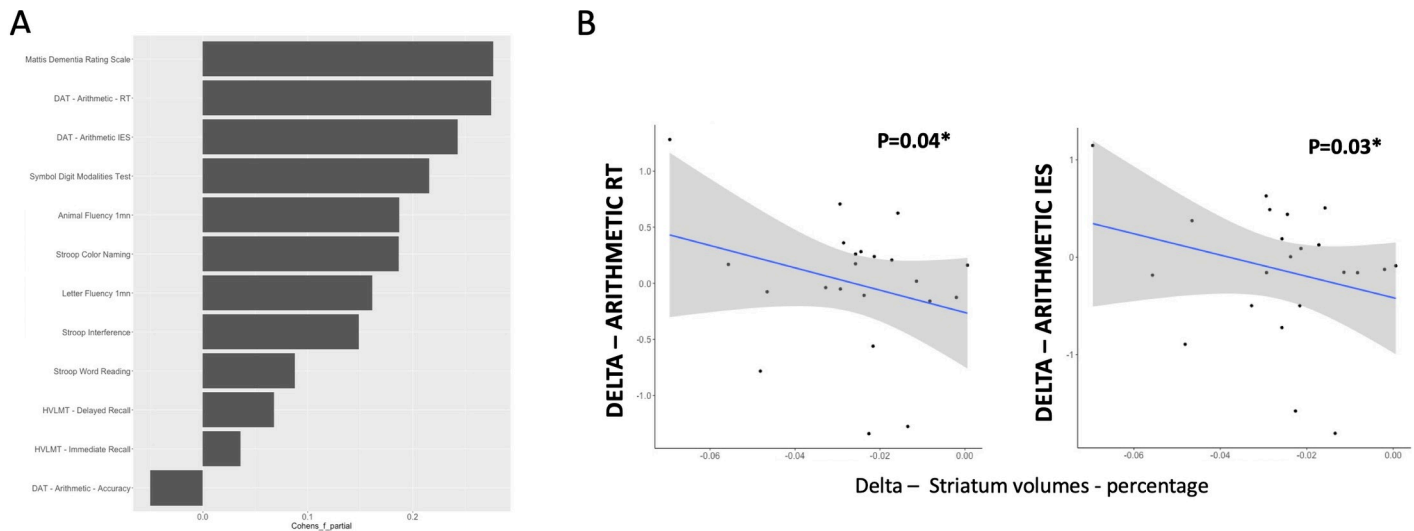 A
Mattis Dementia Rating Scale
DAT - Arithmetic - RT
DAT - Arithmetic IES
Symbol Digit Modalities Test
Animal Fluency 1mn
Stroop Color Naming
Letter Fluency 1mn
Stroop Interference
Stroop Word Reading
HVLMT - Delayed Recall
HVLMT - Immediate Recall
DAT - Arithmetic - Accuracy
0.0 0.1 0.2
Cohens_f_partial
B
DELTA – ARITHMETIC RT
P=0.04*
1.0
0.5
0.0
-0.5
-1.0
-0.06 -0.04 -0.02 0.00
DELTA – ARITHMETIC IES
P=0.03*
1
0
-1
-0.06 -0.04 -0.02 0.00
Delta – Striatum volumes - percentage